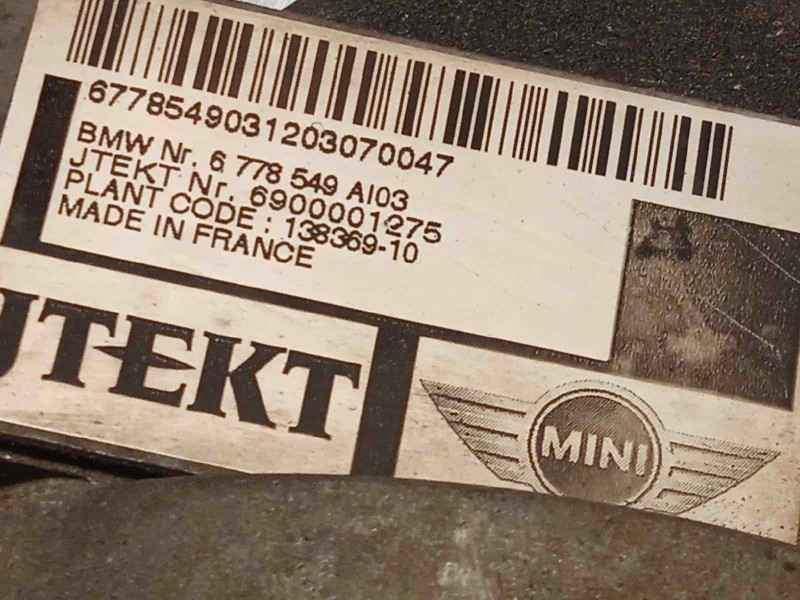 6778549031203070047
BMW Nr. 6 778 549 AI03
JTEKT Nr. 6900001275
PLANT CODE : 138369-10
MADE IN FRANCE
JTEKT
MINI